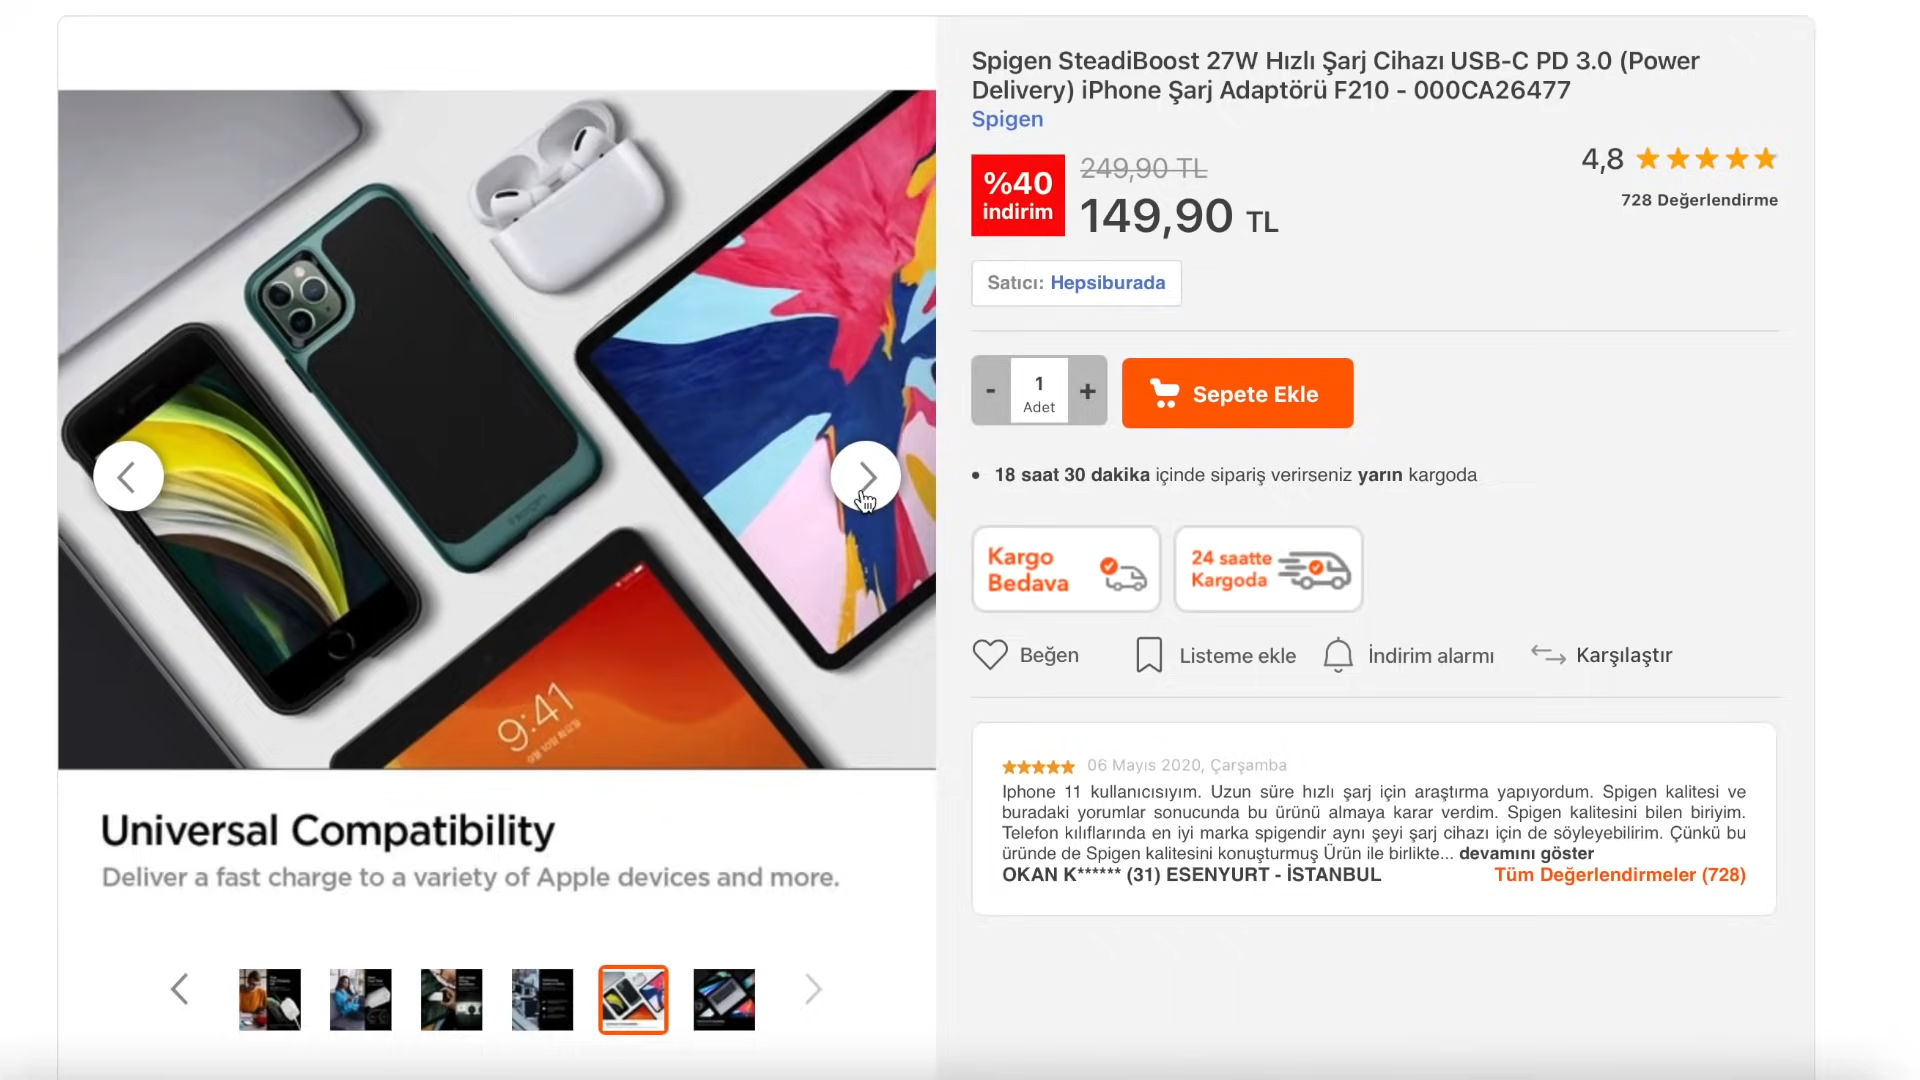 Spigen SteadiBoost 27W Hızlı Şarj Cihazı USB-C PD 3.0 (Power
Delivery) iPhone Şarj Adaptörü F210 - 000CA26477
Spigen
%40
indirim
249,90 TL
149,90 TL
4,8
728 Değerlendirme
Satıcı: Hepsiburada
-
1
Adet
+
Sepete Ekle
• 18 saat 30 dakika içinde sipariş verirseniz yarın kargoda
Kargo
Bedava
24 saatte
Kargoda
Beğen
Listeme ekle
İndirim alarmı
Karşılaştır
06 Mayıs 2020, Çarşamba
Iphone 11 kullanıcısıyım. Uzun süre hızlı şarj için araştırma yapıyordum. Spigen kalitesi ve
buradaki yorumlar sonucunda bu ürünü almaya karar verdim. Spigen kalitesini bilen biriyim.
Telefon kılıflarında en iyi marka spigendir aynı şeyi şarj cihazı için de söyleyebilirim. Çünkü bu
üründe de Spigen kalitesini konuşturmuş Ürün ile birlikte... devamını göster
OKAN K****** (31) ESENYURT - İSTANBUL
Tüm Değerlendirmeler (728)
9:41
Universal Compatibility
Deliver a fast charge to a variety of Apple devices and more.